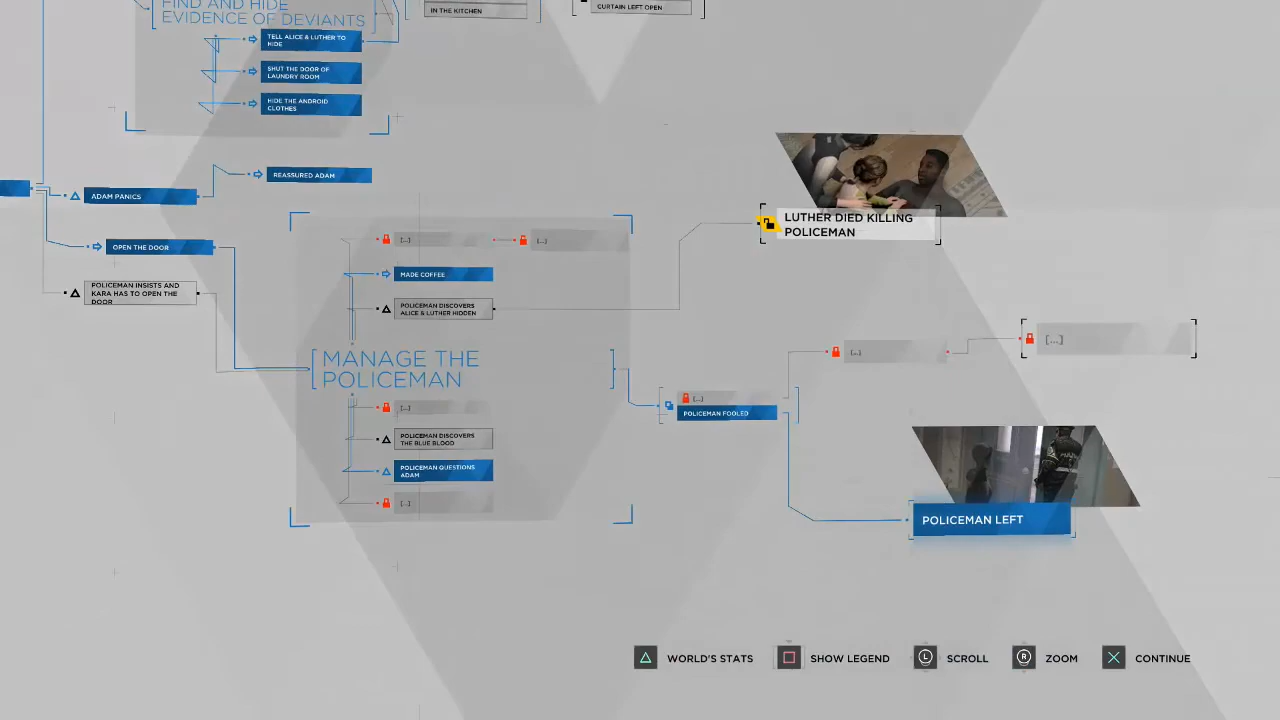 FIND AND HIDE
EVIDENCE OF DEVIANTS
IN THE KITCHEN
CURTAIN LEFT OPEN
TELL ALICE & LUTHER TO
HIDE
SHUT THE DOOR OF
LAUNDRY ROOM
HIDE THE ANDROID
CLOTHES
REASSURED ADAM
ADAM PANICS
OPEN THE DOOR
POLICEMAN INSISTS AND
KARA HAS TO OPEN THE
DOOR
[...]
[...]
MADE COFFEE
POLICEMAN DISCOVERS
ALICE & LUTHER HIDDEN
MANAGE THE
POLICEMAN
[...]
POLICEMAN DISCOVERS
THE BLUE BLOOD
POLICEMAN QUESTIONS
ADAM
[...]
LUTHER DIED KILLING
POLICEMAN
[...]
POLICEMAN FOOLED
[...]
[...]
POLICEMAN LEFT
WORLD'S STATS
SHOW LEGEND
L
SCROLL
R
ZOOM
CONTINUE